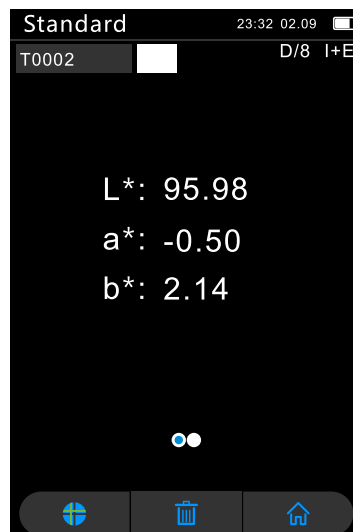 Standard 23:32 02.09
T0002 D/8 I+E
L*: 95.98
a*: -0.50
b*: 2.14